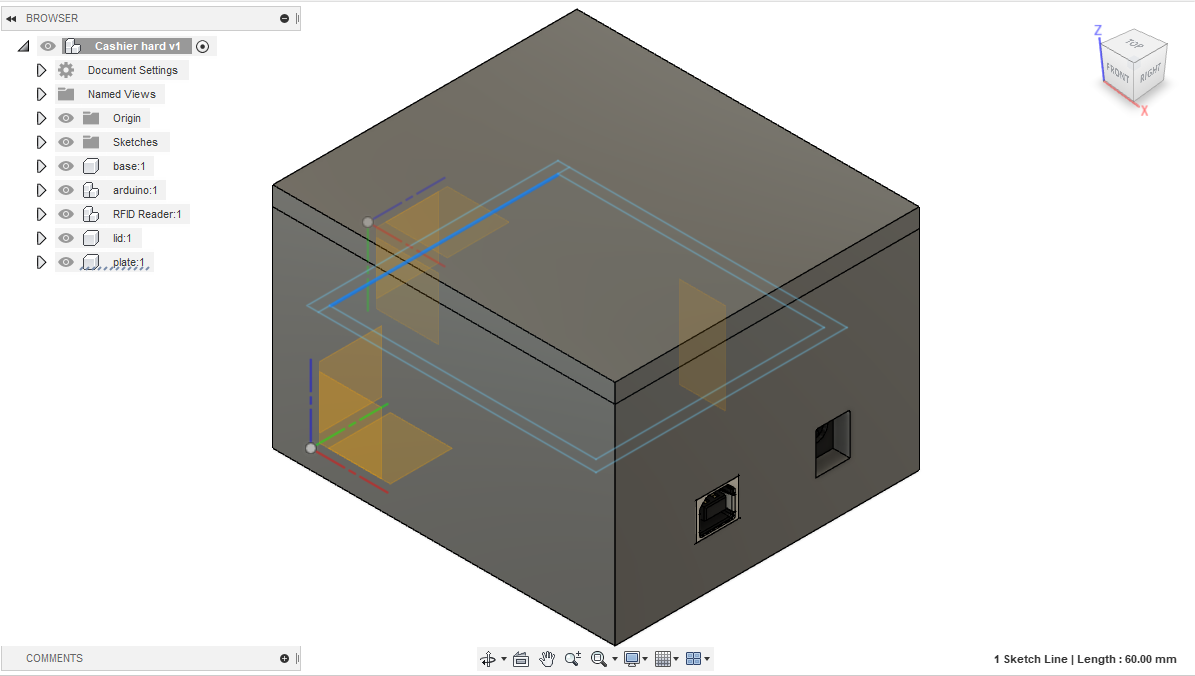 BROWSER
Cashier hard v1
Document Settings
Named Views
Origin
Sketches
base:1
arduino:1
RFID Reader:1
lid:1
plate:1
Z
TOP
FRONT
RIGHT
X
COMMENTS
1 Sketch Line | Length : 60.00 mm